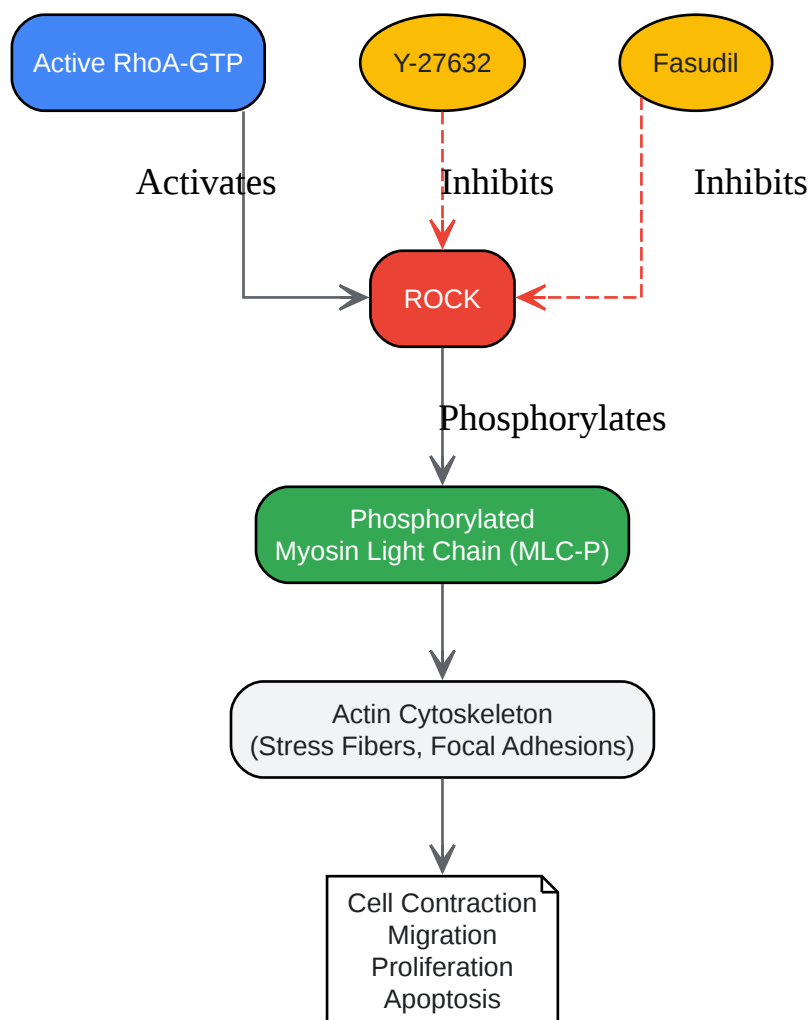 Active RhoA-GTP
Y-27632
Fasudil
Activates
Inhibits
Inhibits
ROCK
Phosphorylates
Phosphorylated
Myosin Light Chain (MLC-P)
Actin Cytoskeleton
(Stress Fibers, Focal Adhesions)
Cell Contraction
Migration
Proliferation
Apoptosis